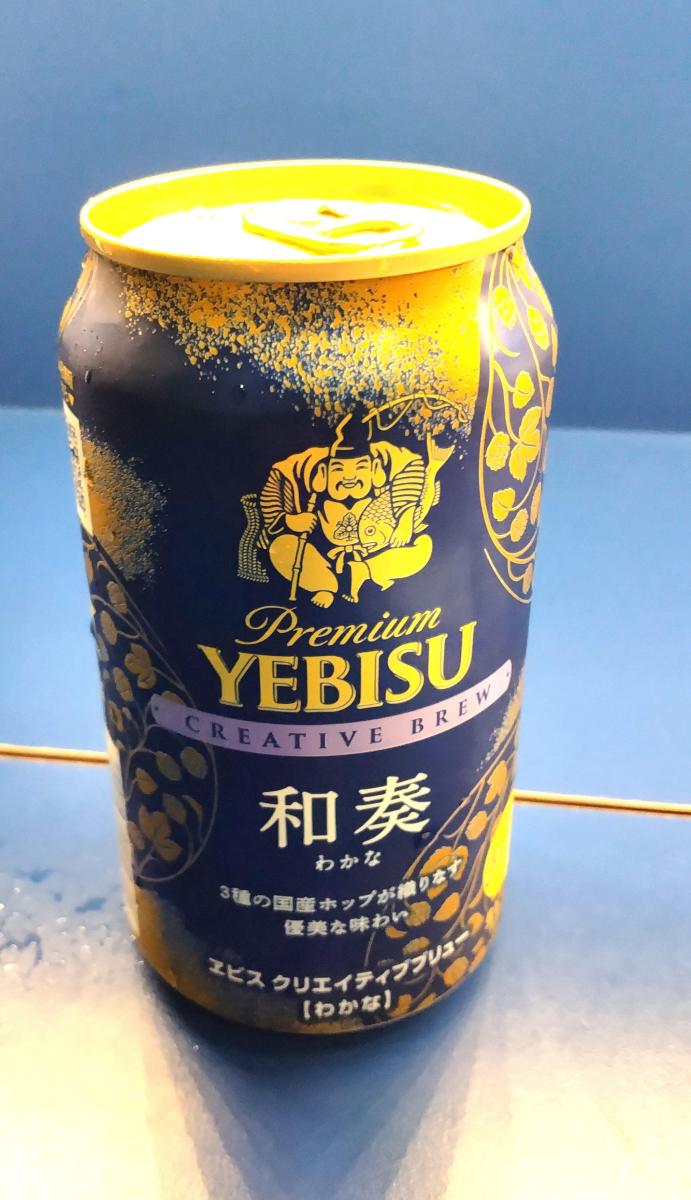 Premium
YEBISU
CREATIVE BREW
和奏
わかな
3種の国産ホップが織りなす
優美な味わい
ヱビス クリエイティブブリュー
【わかな】